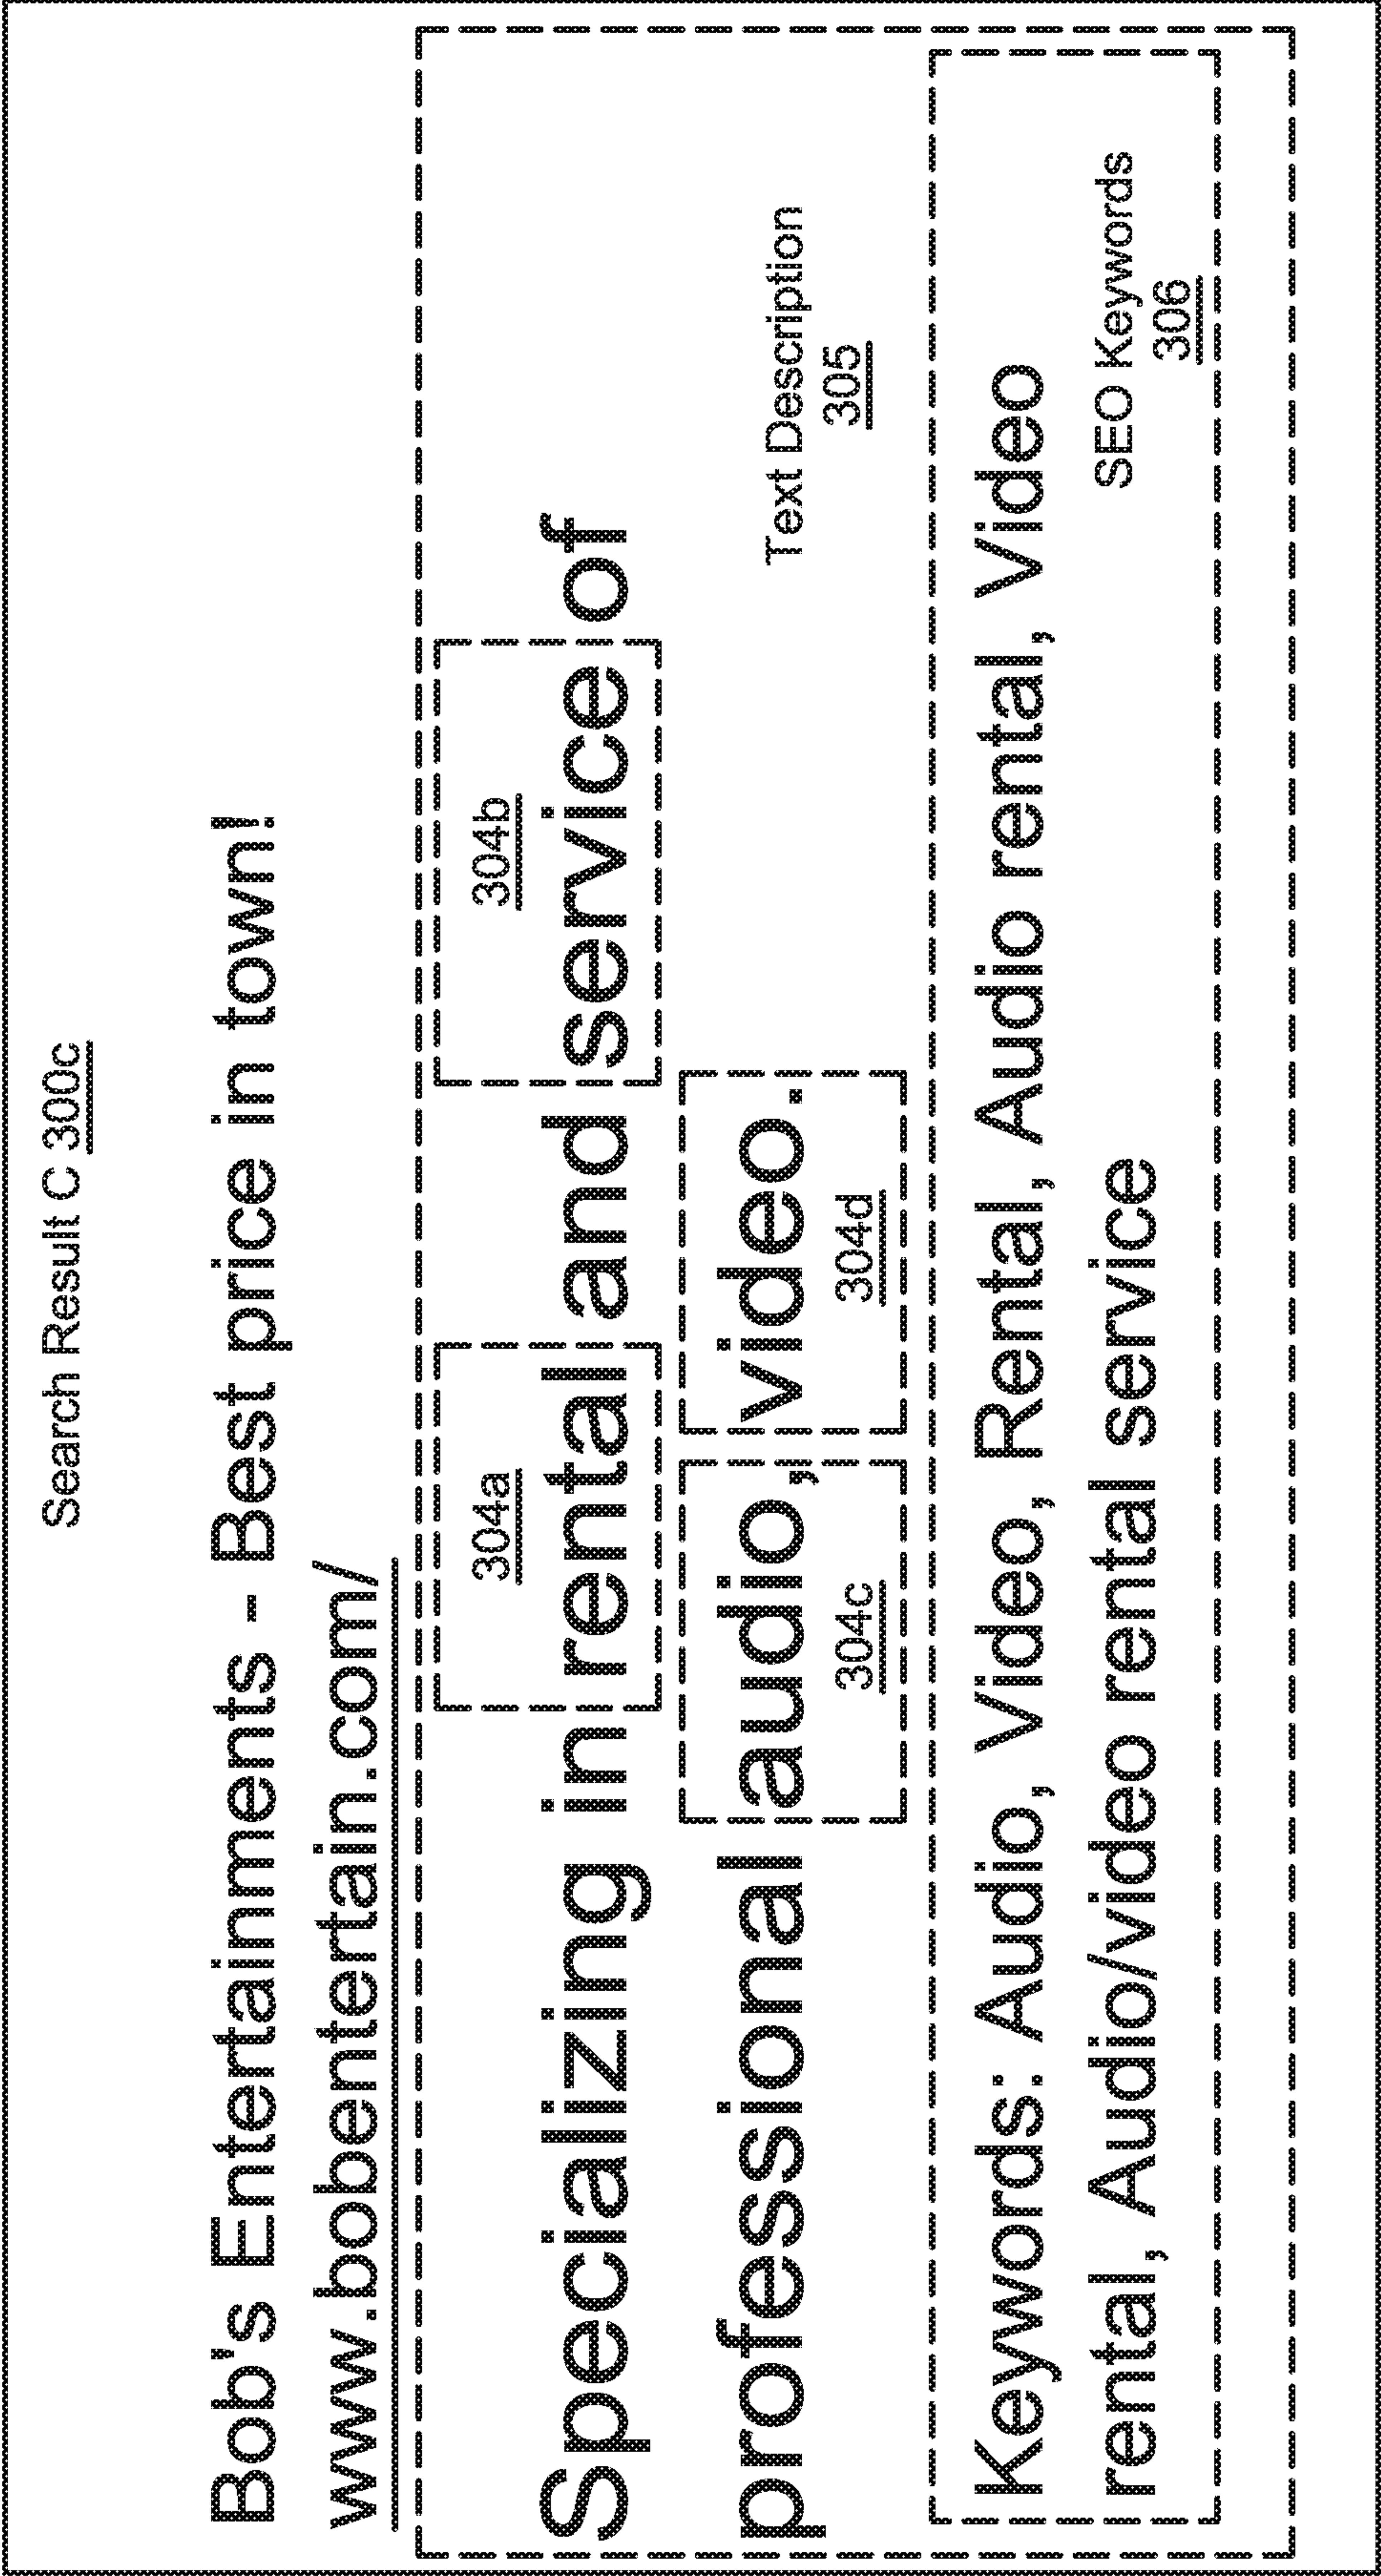 Search Result C 300c
Bob's Entertainments - Best price in town!
www.bobentertain.com/
304a 304b
Specializing in rental and service of
professional audio, video.
304c 304d
Text Description
305
Keywords: Audio, Video, Rental, Audio rental, Video
rental, Audio/video rental service
SEO Keywords
306